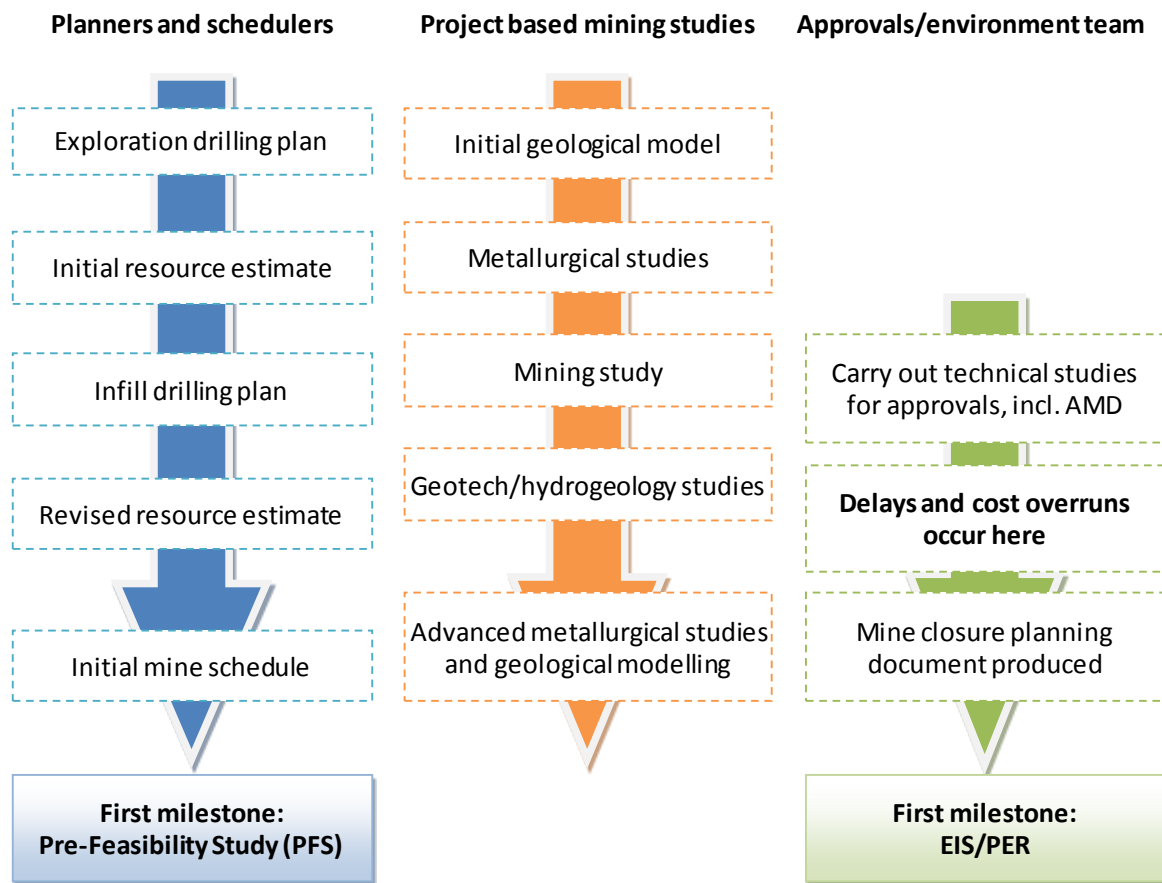 Planners and schedulers
Exploration drilling plan
Initial resource estimate
Infill drilling plan
Revised resource estimate
Initial mine schedule
First milestone:
Pre-Feasibility Study (PFS)
Project based mining studies
Initial geological model
Metallurgical studies
Mining study
Geotech/hydrogeology studies
Advanced metallurgical studies
and geological modelling
Approvals/environment team
Carry out technical studies
for approvals, incl. AMD
Delays and cost overruns
occur here
Mine closure planning
document produced
First milestone:
EIS/PER